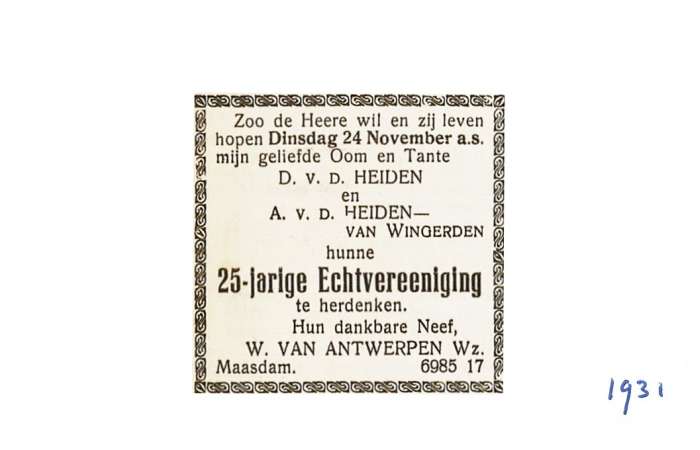 Zoo de Heere wil en zij leven
hopen Dinsdag 24 November a.s.
mijn geliefde Oom en Tante
D. v. D. HEIDEN
en
A. v. D. HEIDEN—
VAN WINGERDEN
hunne
25-jarige Echtvereeniging
te herdenken.
Hun dankbare Neef,
W. VAN ANTWERPEN Wz.
Maasdam. 6985 17
1931